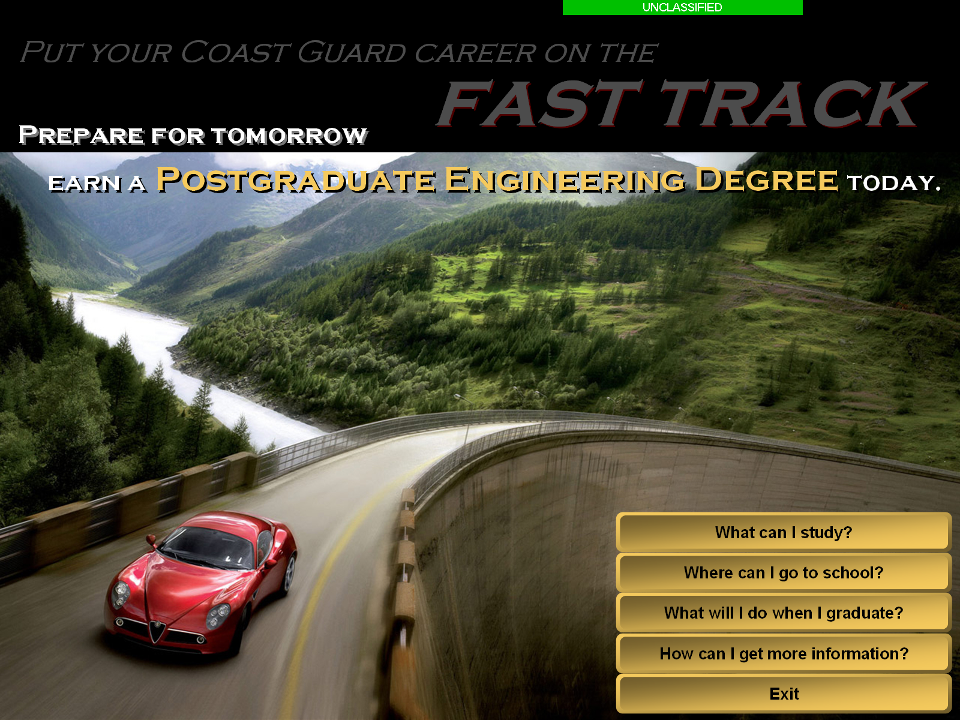 UNCLASSIFIED
PUT YOUR COAST GUARD CAREER ON THE
FAST TRACK
PREPARE FOR TOMORROW
EARN A POSTGRADUATE ENGINEERING DEGREE TODAY.
What can I study?
Where can I go to school?
What will I do when I graduate?
How can I get more information?
Exit